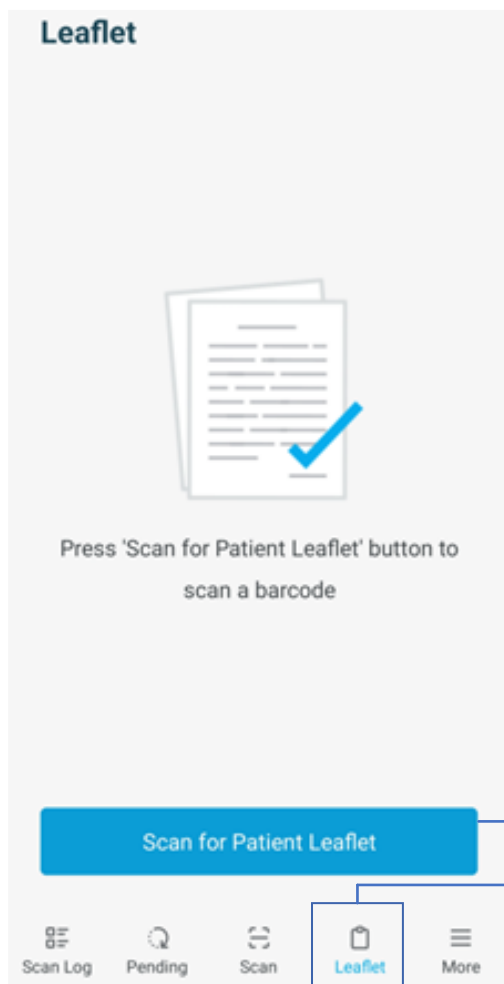 Leaflet
Press 'Scan for Patient Leaflet' button to
scan a barcode
Scan for Patient Leaflet
Scan Log Pending Scan Leaflet More